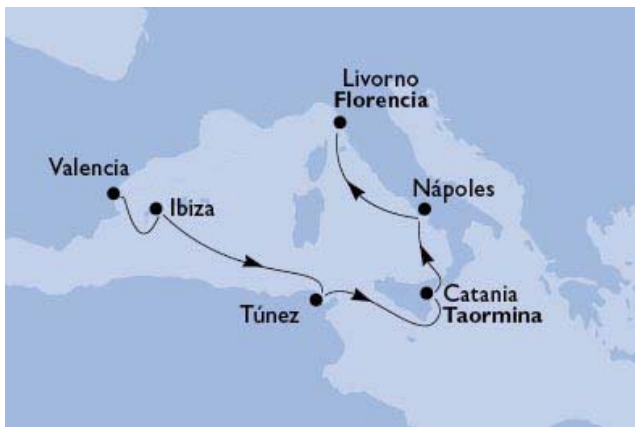 Livorno
Florencia
Valencia
Ibiza
Nápoles
Túnez
Catania
Taormina